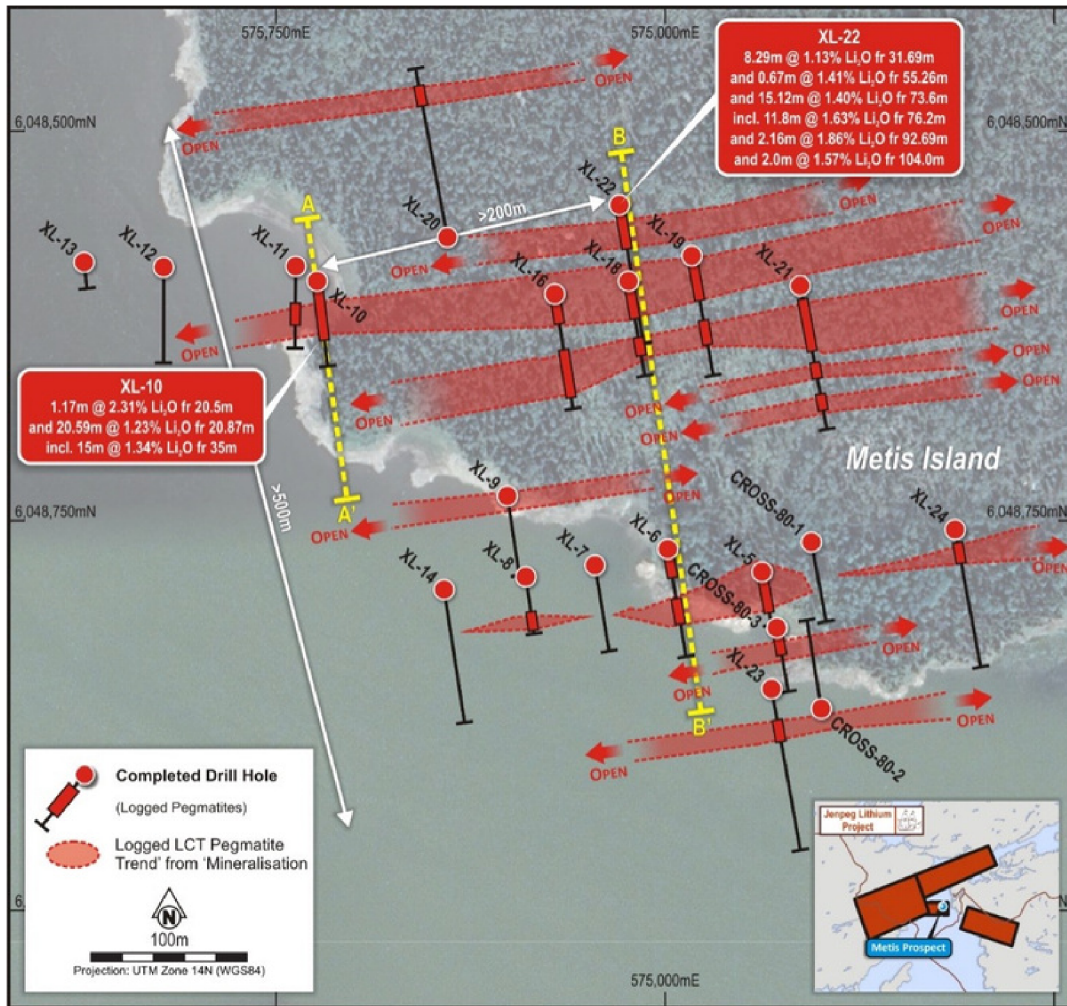 575,750mE
575,000mE
XL-22
8.29m @ 1.13% Li₂O fr 31.69m
and 0.67m @ 1.41% Li₂O fr 55.26m
and 15.12m @ 1.40% Li₂O fr 73.6m
incl. 11.8m @ 1.63% Li₂O fr 76.2m
and 2.16m @ 1.86% Li₂O fr 92.69m
and 2.0m @ 1.57% Li₂O fr 104.0m
OPEN
OPEN
6,048,500mN
6,048,500mN
B
XL-22
OPEN
>200m
A
XL-20
XL-19
OPEN
XL-13
XL-12
XL-11
OPEN
XL-18
XL-21
XL-16
XL-10
OPEN
OPEN
OPEN
XL-10
1.17m @ 2.31% Li₂O fr 20.5m
and 20.59m @ 1.23% Li₂O fr 20.87m
incl. 15m @ 1.34% Li₂O fr 35m
OPEN
OPEN
OPEN
OPEN
Metis Island
XL-9
OPEN
A'
CROSS-80-1
XL-24
>500m
6,048,750mN
6,048,750mN
OPEN
XL-6
XL-14
XL-8
XL-7
XL-5
OPEN
CROSS-80-3
OPEN
XL-23
OPEN
B'
OPEN
CROSS-80-2
OPEN
Completed Drill Hole
(Logged Pegmatites)
Logged LCT Pegmatite
Trend' from 'Mineralisation
N
100m
Projection: UTM Zone 14N (WGS84)
575,000mE
Jenpeg Lithium
Project
Metis Prospect